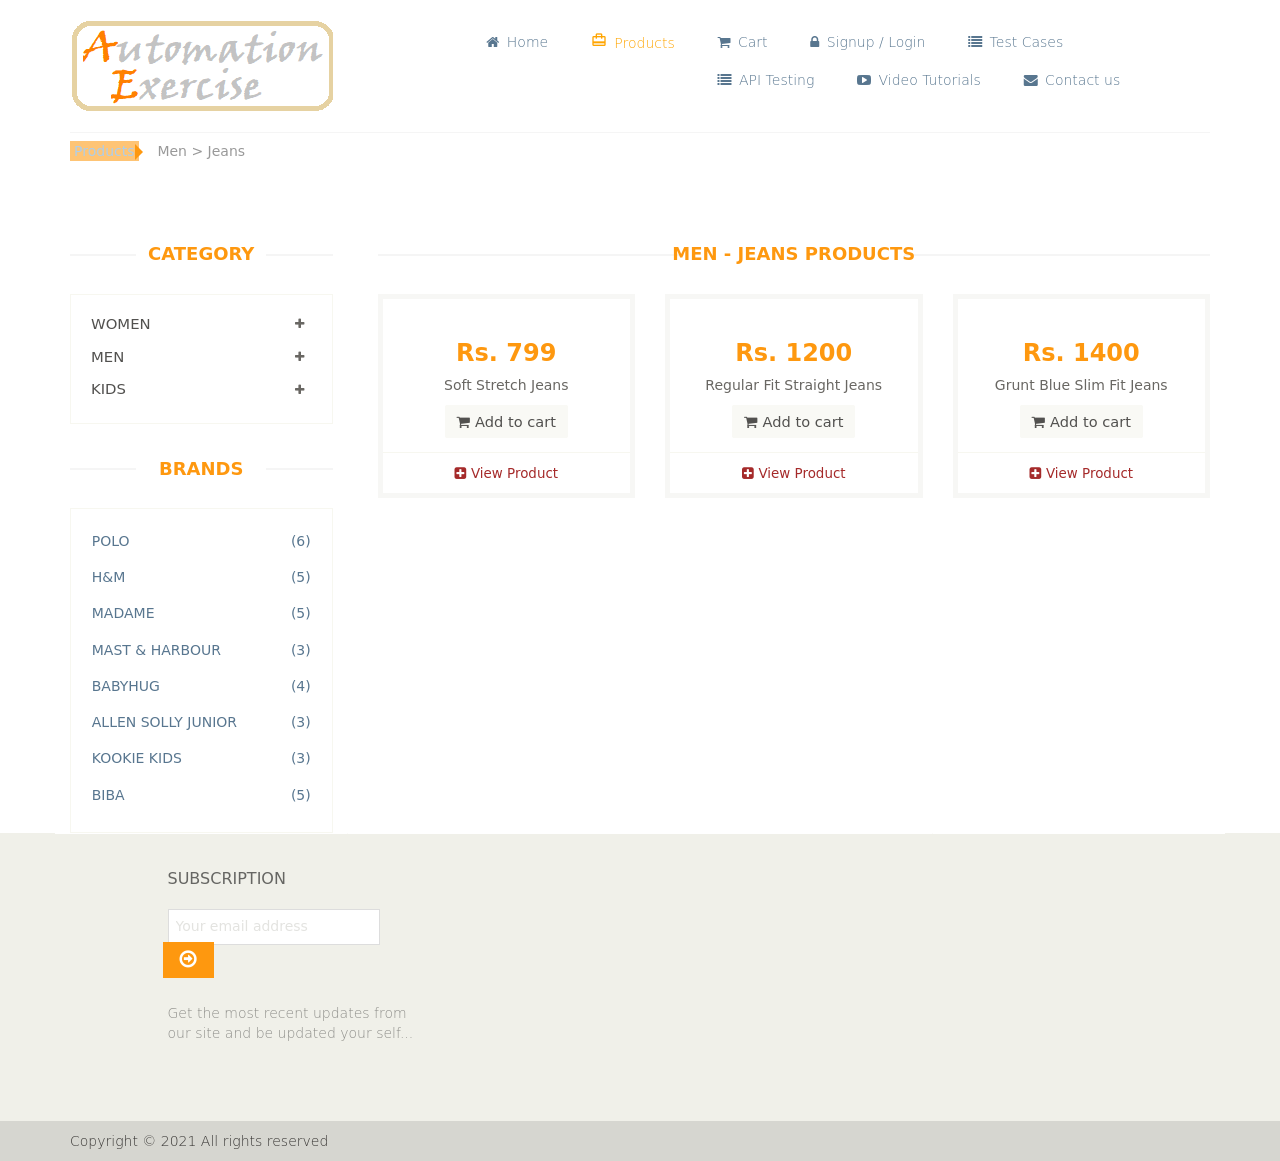 Automation
Exercise
Home
Products
Cart
Signup / Login
Test Cases
API Testing
Video Tutorials
Contact us
Products
Men > Jeans
CATEGORY
WOMEN
MEN
KIDS
BRANDS
POLO (6)
H&M (5)
MADAME (5)
MAST & HARBOUR (3)
BABYHUG (4)
ALLEN SOLLY JUNIOR (3)
KOOKIE KIDS (3)
BIBA (5)
MEN - JEANS PRODUCTS
Rs. 799
Soft Stretch Jeans
Add to cart
View Product
Rs. 1200
Regular Fit Straight Jeans
Add to cart
View Product
Rs. 1400
Grunt Blue Slim Fit Jeans
Add to cart
View Product
SUBSCRIPTION
Your email address
Get the most recent updates from
our site and be updated your self...
Copyright © 2021 All rights reserved